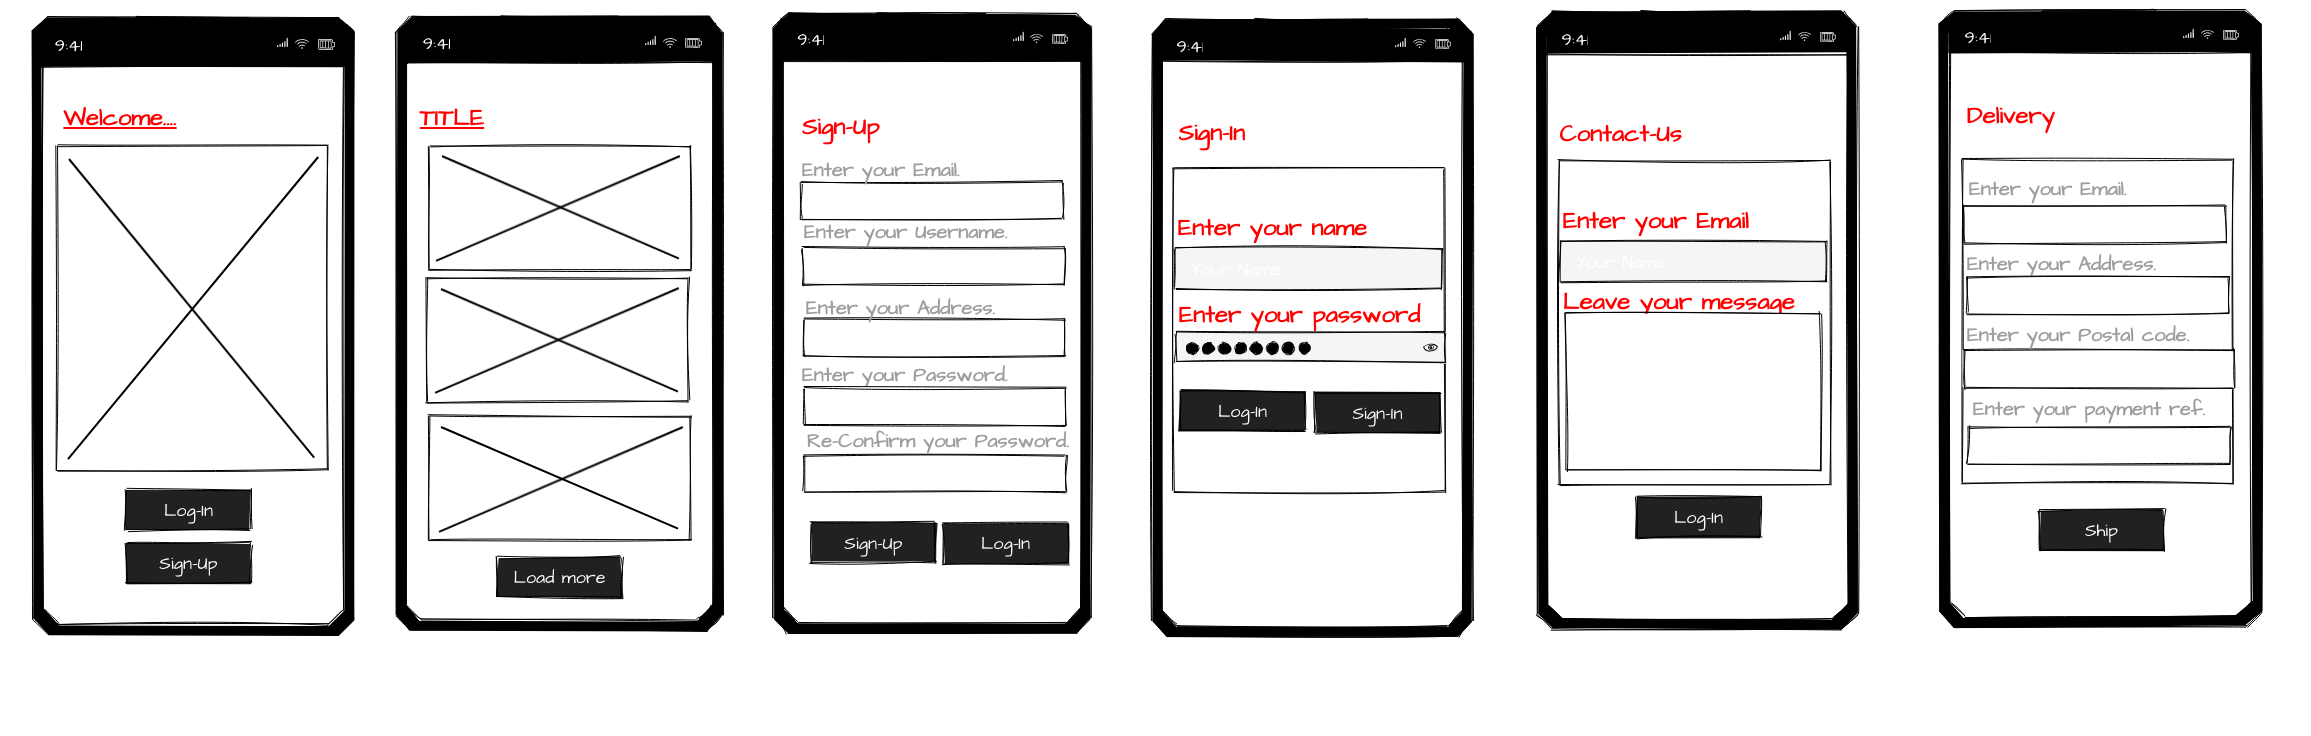 9:41
Welcome....
Log-In
Sign-Up
9:41
TITLE
Load more
9:41
Sign-Up
Enter your Email.
Enter your Username.
Enter your Address.
Enter your Password.
Re-Confirm your Password.
Sign-Up Log-In
9:41
Sign-In
Enter your name
Your Name
Enter your password
Log-In Sign-In
9:41
Contact-Us
Enter your Email
Your Name
Leave your message
Log-In
9:41
Delivery
Enter your Email.
Enter your Address.
Enter your Postal code.
Enter your payment ref.
Ship